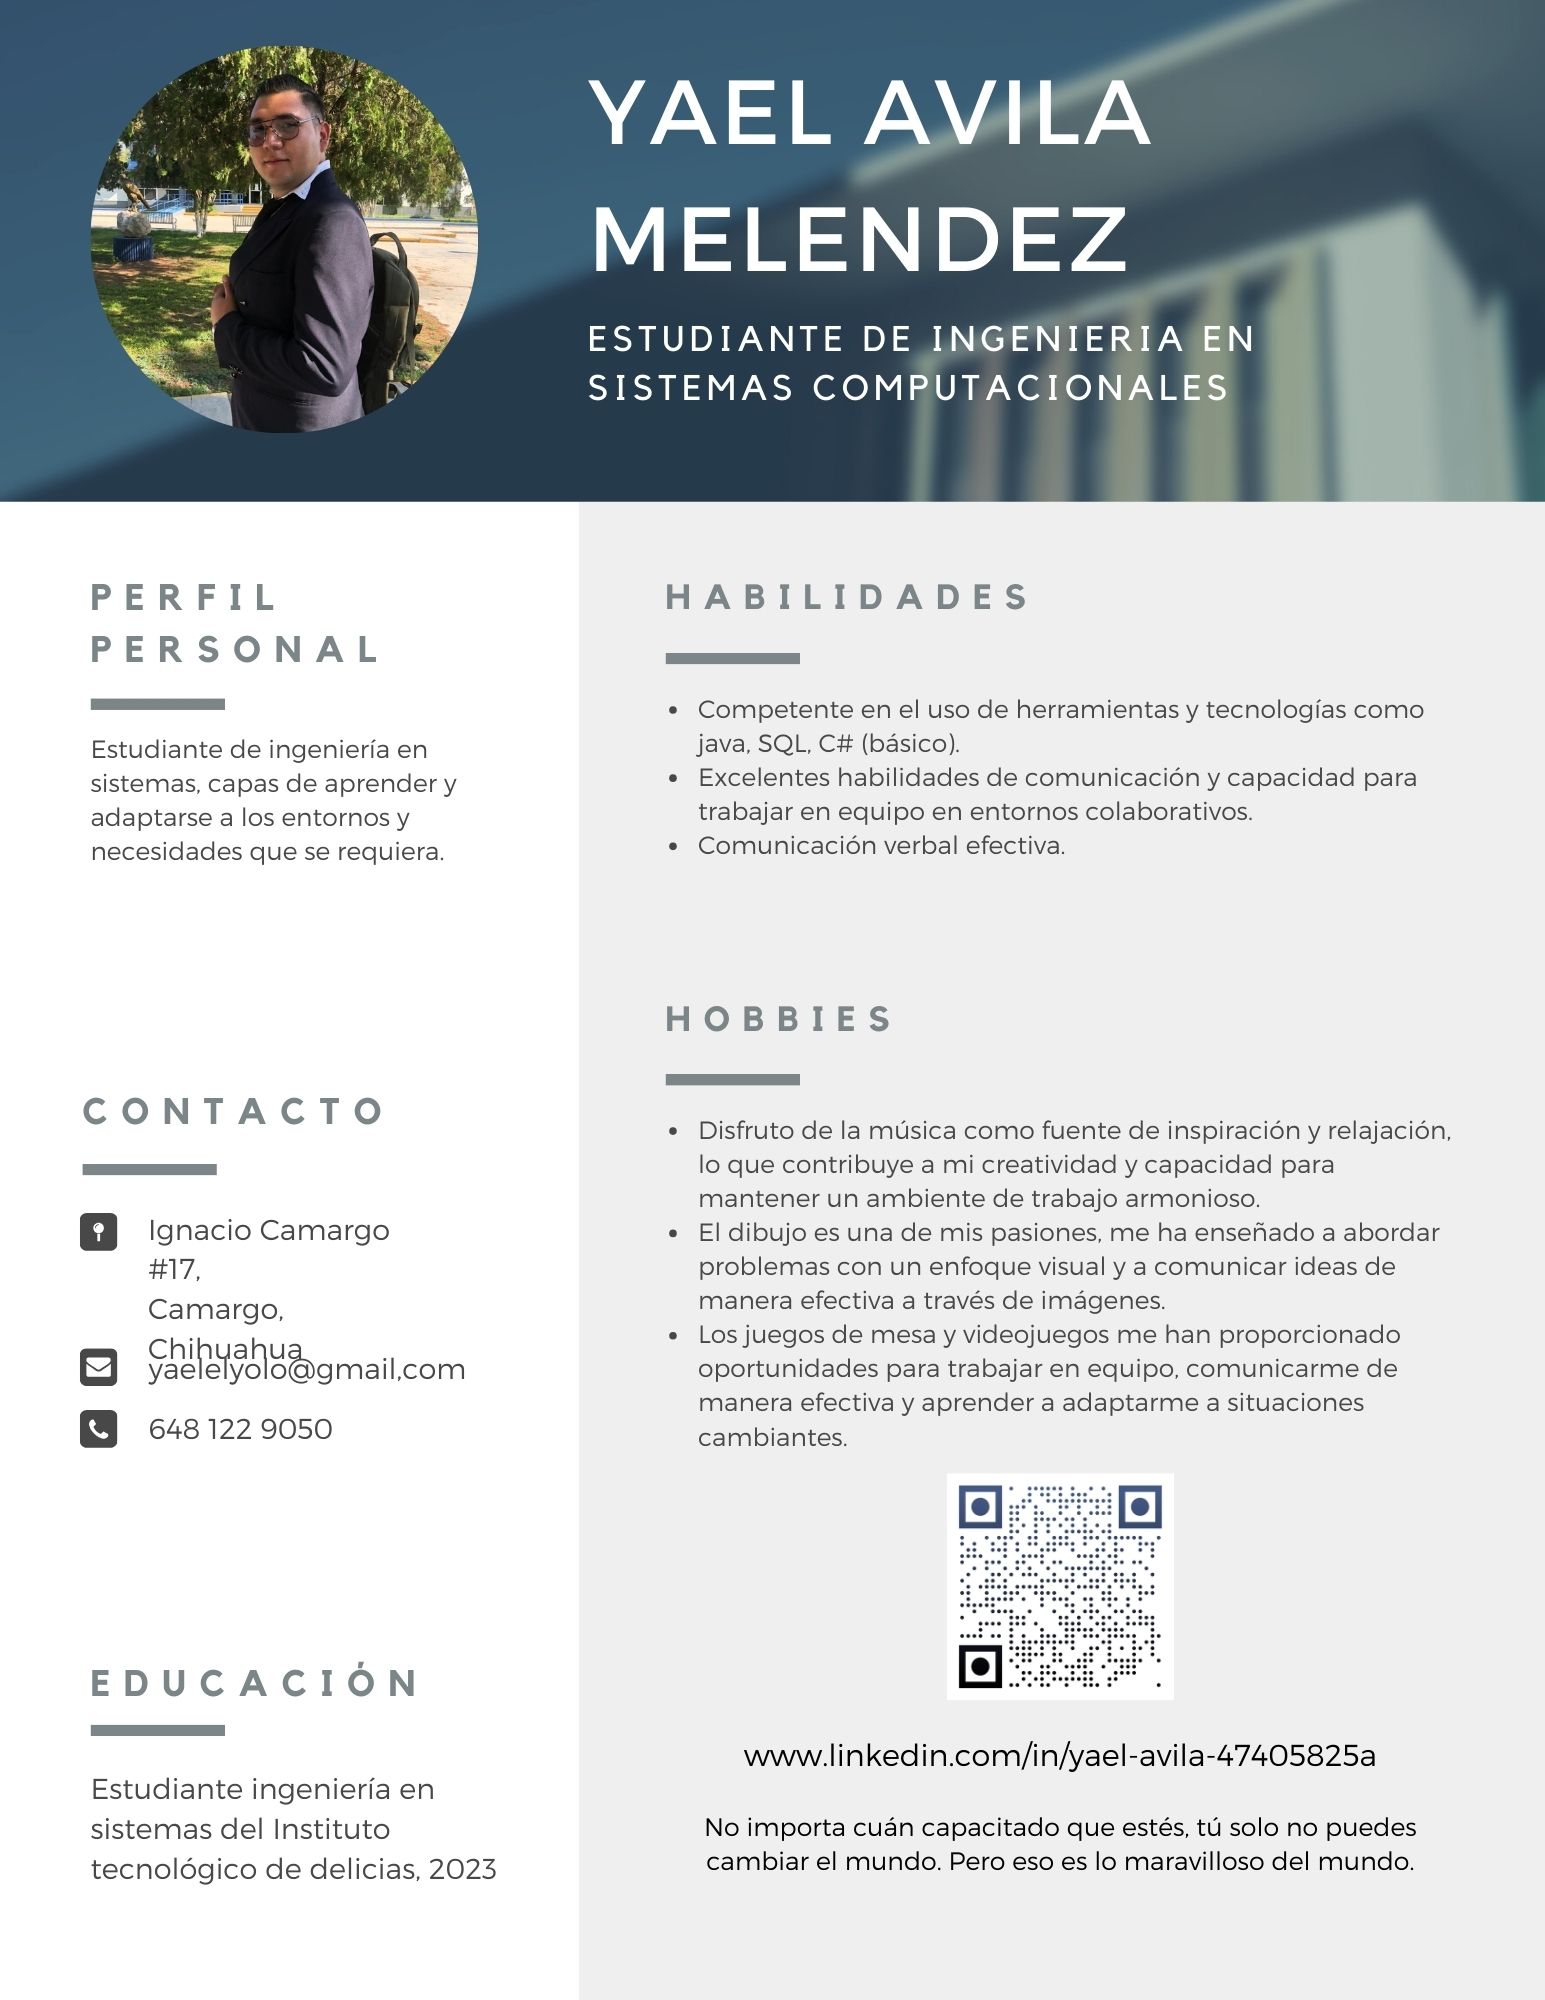 YAEL AVILA
MELENDEZ
ESTUDIANTE DE INGENIERIA EN
SISTEMAS COMPUTACIONALES
PERFIL
PERSONAL
Estudiante de ingeniería en
sistemas, capas de aprender y
adaptarse a los entornos y
necesidades que se requiera.
CONTACTO
Ignacio Camargo
#17,
Camargo,
Chihuahua
yaelelyolo@gmail,com
648 122 9050
EDUCACIÓN
Estudiante ingeniería en
sistemas del Instituto
tecnológico de delicias, 2023
HABILIDADES
• Competente en el uso de herramientas y tecnologías como
java, SQL, C# (básico).
• Excelentes habilidades de comunicación y capacidad para
trabajar en equipo en entornos colaborativos.
• Comunicación verbal efectiva.
HOBBIES
• Disfruto de la música como fuente de inspiración y relajación,
lo que contribuye a mi creatividad y capacidad para
mantener un ambiente de trabajo armonioso.
• El dibujo es una de mis pasiones, me ha enseñado a abordar
problemas con un enfoque visual y a comunicar ideas de
manera efectiva a través de imágenes.
• Los juegos de mesa y videojuegos me han proporcionado
oportunidades para trabajar en equipo, comunicarme de
manera efectiva y aprender a adaptarme a situaciones
cambiantes.
www.linkedin.com/in/yael-avila-47405825a
No importa cuán capacitado que estés, tú solo no puedes
cambiar el mundo. Pero eso es lo maravilloso del mundo.